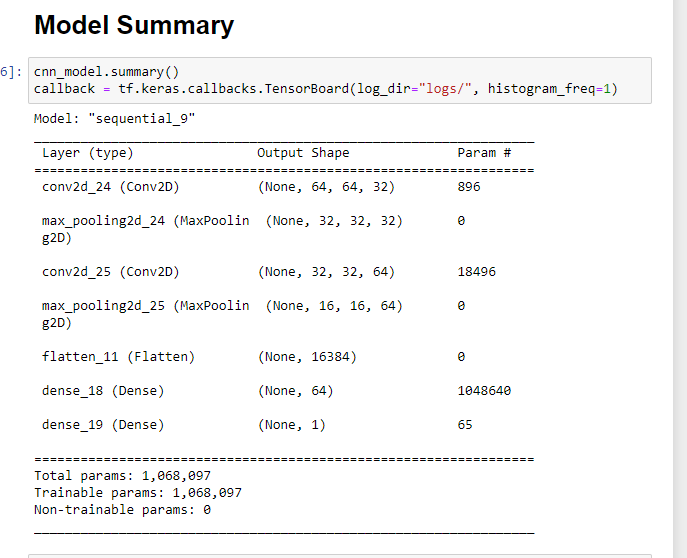 Model Summary
6]: cnn_model.summary()
callback = tf.keras.callbacks.TensorBoard(log_dir="logs/", histogram_freq=1)
Model: "sequential_9"
_________________________________________________________________
Layer (type) Output Shape Param #
=================================================================
conv2d_24 (Conv2D) (None, 64, 64, 32) 896
max_pooling2d_24 (MaxPoolin (None, 32, 32, 32) 0
g2D)
conv2d_25 (Conv2D) (None, 32, 32, 64) 18496
max_pooling2d_25 (MaxPoolin (None, 16, 16, 64) 0
g2D)
flatten_11 (Flatten) (None, 16384) 0
dense_18 (Dense) (None, 64) 1048640
dense_19 (Dense) (None, 1) 65
=================================================================
Total params: 1,068,097
Trainable params: 1,068,097
Non-trainable params: 0
_________________________________________________________________